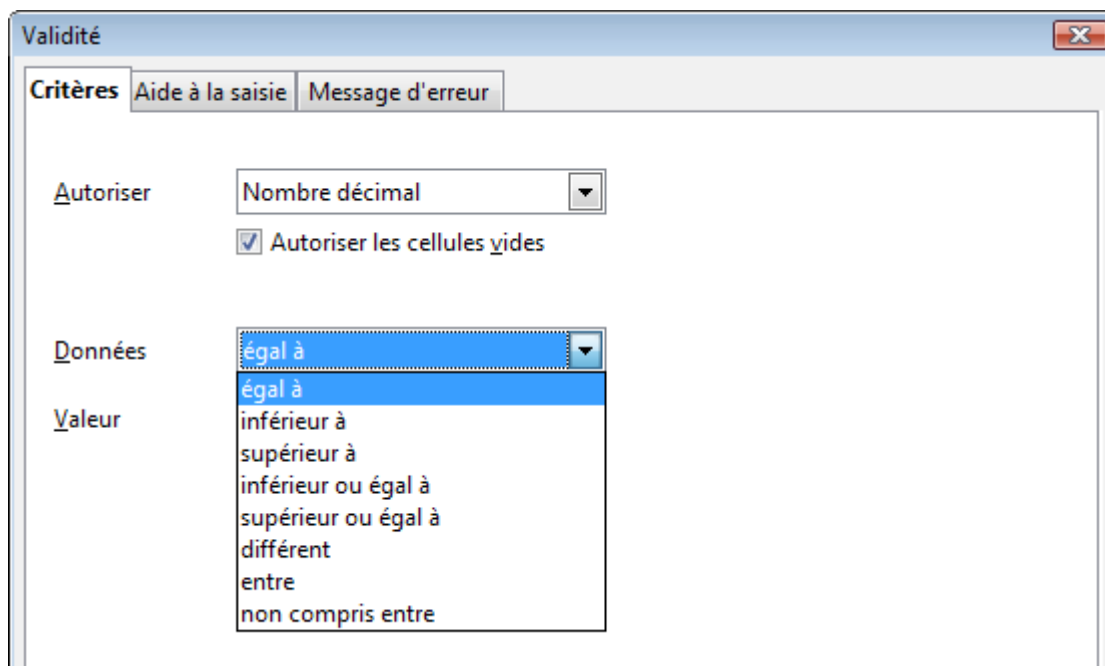 Validité
Critères Aide à la saisie Message d'erreur
Autoriser Nombre décimal
Autoriser les cellules vides
Données égal à
égal à
Valeur inférieur à
supérieur à
inférieur ou égal à
supérieur ou égal à
différent
entre
non compris entre